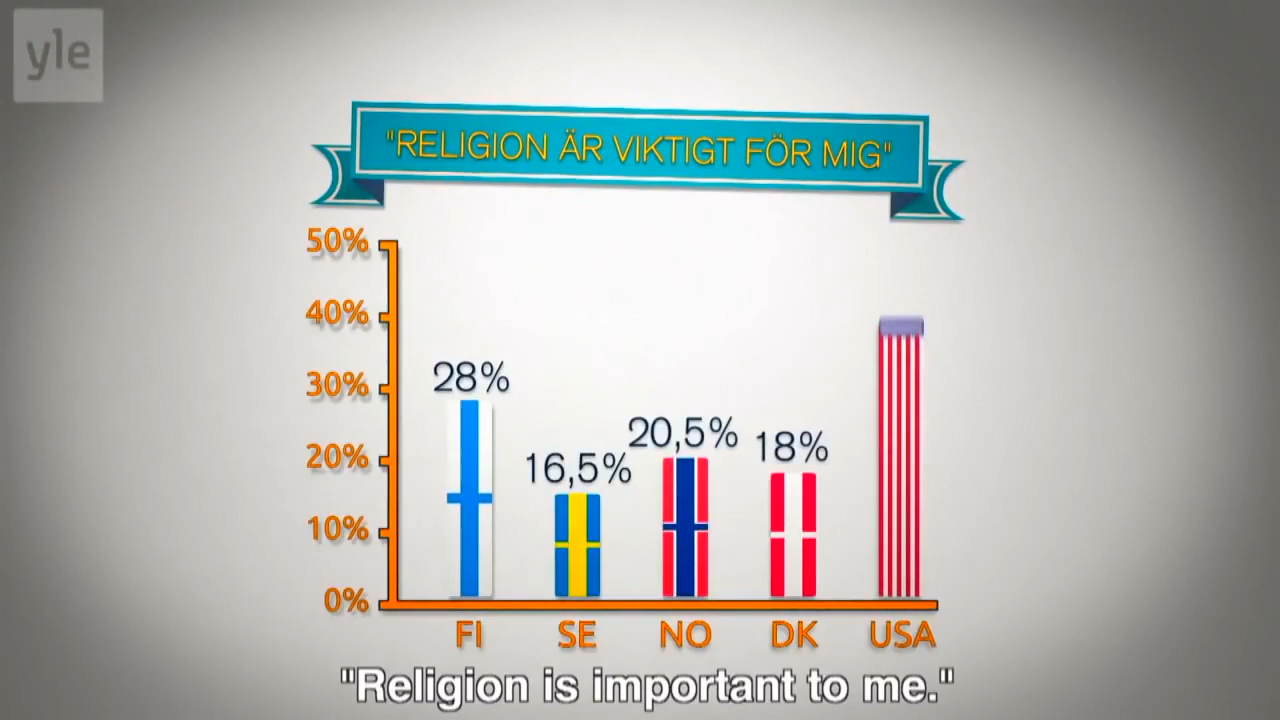 yle
"RELIGION ÄR VIKTIGT FÖR MIG"
50%
40%
30%
20%
10%
0%
28%
16,5%
20,5%
18%
FI SE NO DK USA
"Religion is important to me."